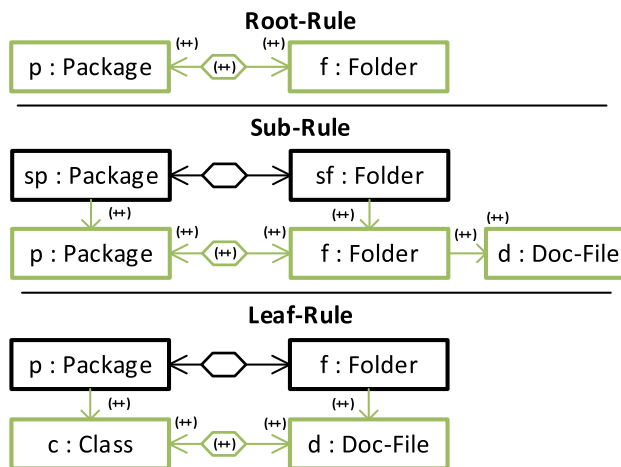 Root-Rule
(++) (++)
p : Package (++) f : Folder
Sub-Rule
sp : Package sf : Folder
(++) (++)
(++) (++) (++) (++)
p : Package (++) f : Folder d : Doc-File
Leaf-Rule
p : Package f : Folder
(++) (++)
(++) (++)
c : Class (++) d : Doc-File